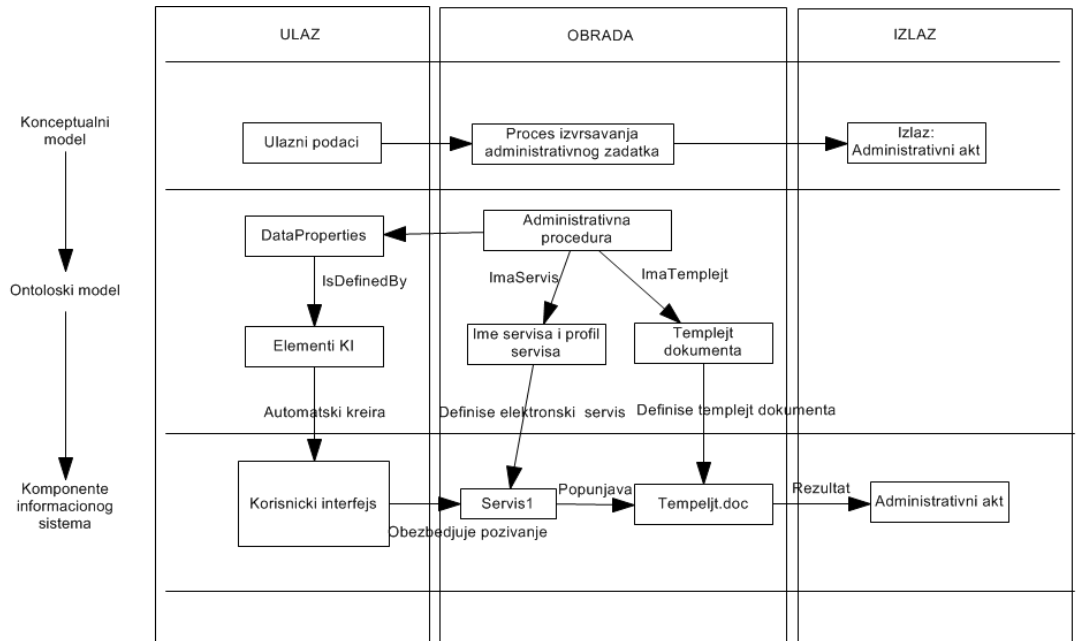 ULAZ
OBRADA
IZLAZ
Konceptualni
model
Ulazni podaci
Proces izvrsavanja
administrativnog zadatka
Izlaz:
Administrativni akt
DataProperties
Administrativna
procedura
IsDefinedBy
ImaServis
ImaTemplejt
Ontoloski model
Elementi KI
Ime servisa i profil
servisa
Templejt
dokumenta
Automatski kreira
Definise elektronski servis
Definise templejt dokumenta
Komponente
informacionog
sistema
Korisnicki interfejs
Servis1
Popunjava
Tempeljt.doc
Rezultat
Administrativni akt
Obezbedjuje pozivanje